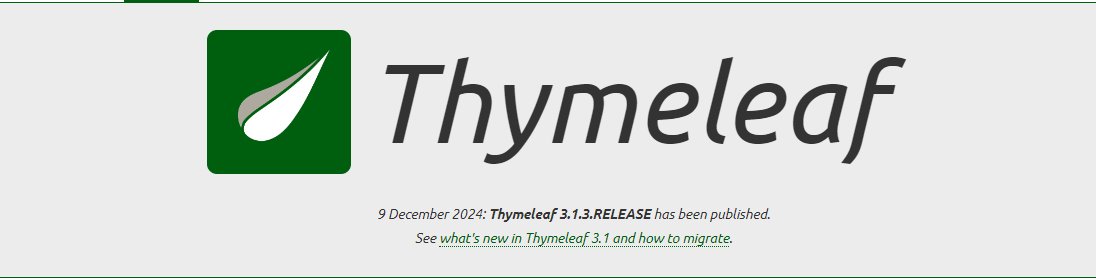 Thymeleaf
9 December 2024: Thymeleaf 3.1.3.RELEASE has been published.
See what's new in Thymeleaf 3.1 and how to migrate.